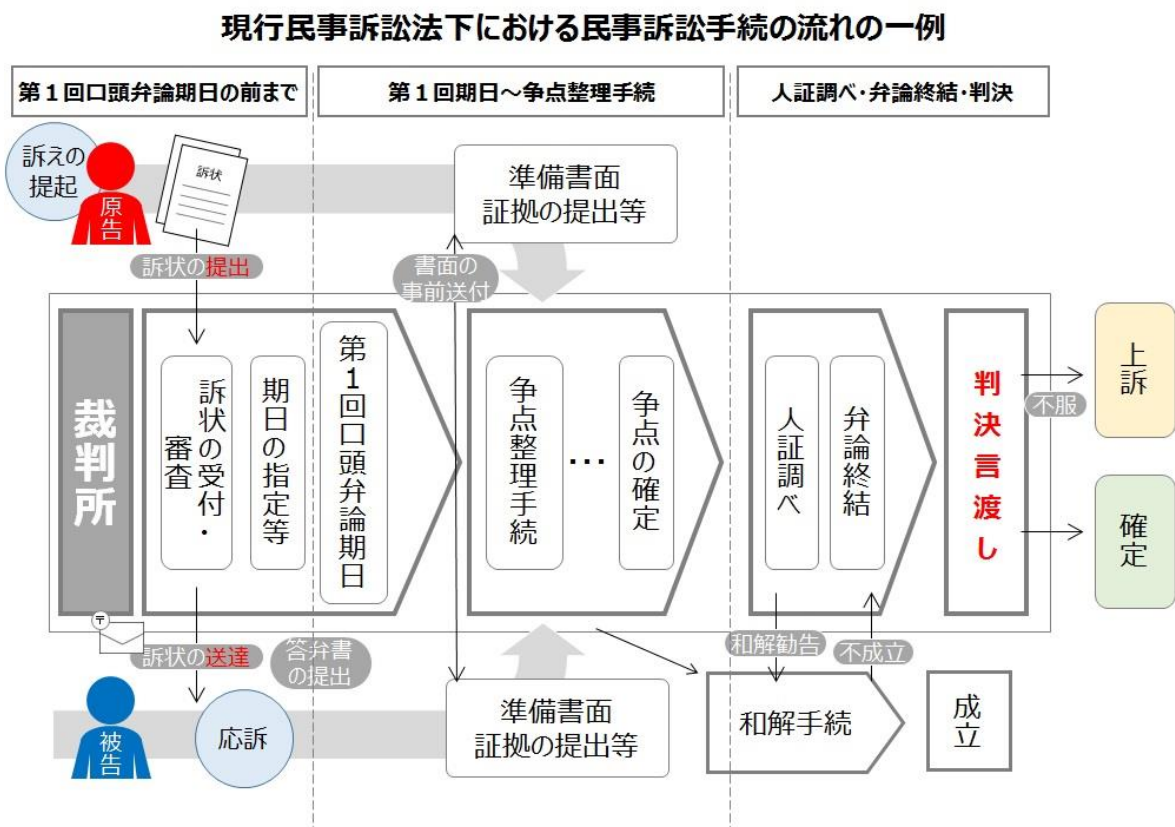 現行民事訴訟法下における民事訴訟手続の流れの一例
第1回口頭弁論期日の前まで
第1回期日～争点整理手続
人証調べ・弁論終結・判決
訴えの
提起
原告
訴状
訴状の提出
準備書面
証拠の提出等
書面の
事前送付
裁判所
訴状の受付・
審査
期日の指定等
第1回口頭弁論期日
争点整理手続
…
争点の確定
人証調べ
弁論終結
判決言渡し
不服
上訴
確定
〒
訴状の送達
答弁書
の提出
被告
応訴
準備書面
証拠の提出等
和解勧告
不成立
和解手続
成立